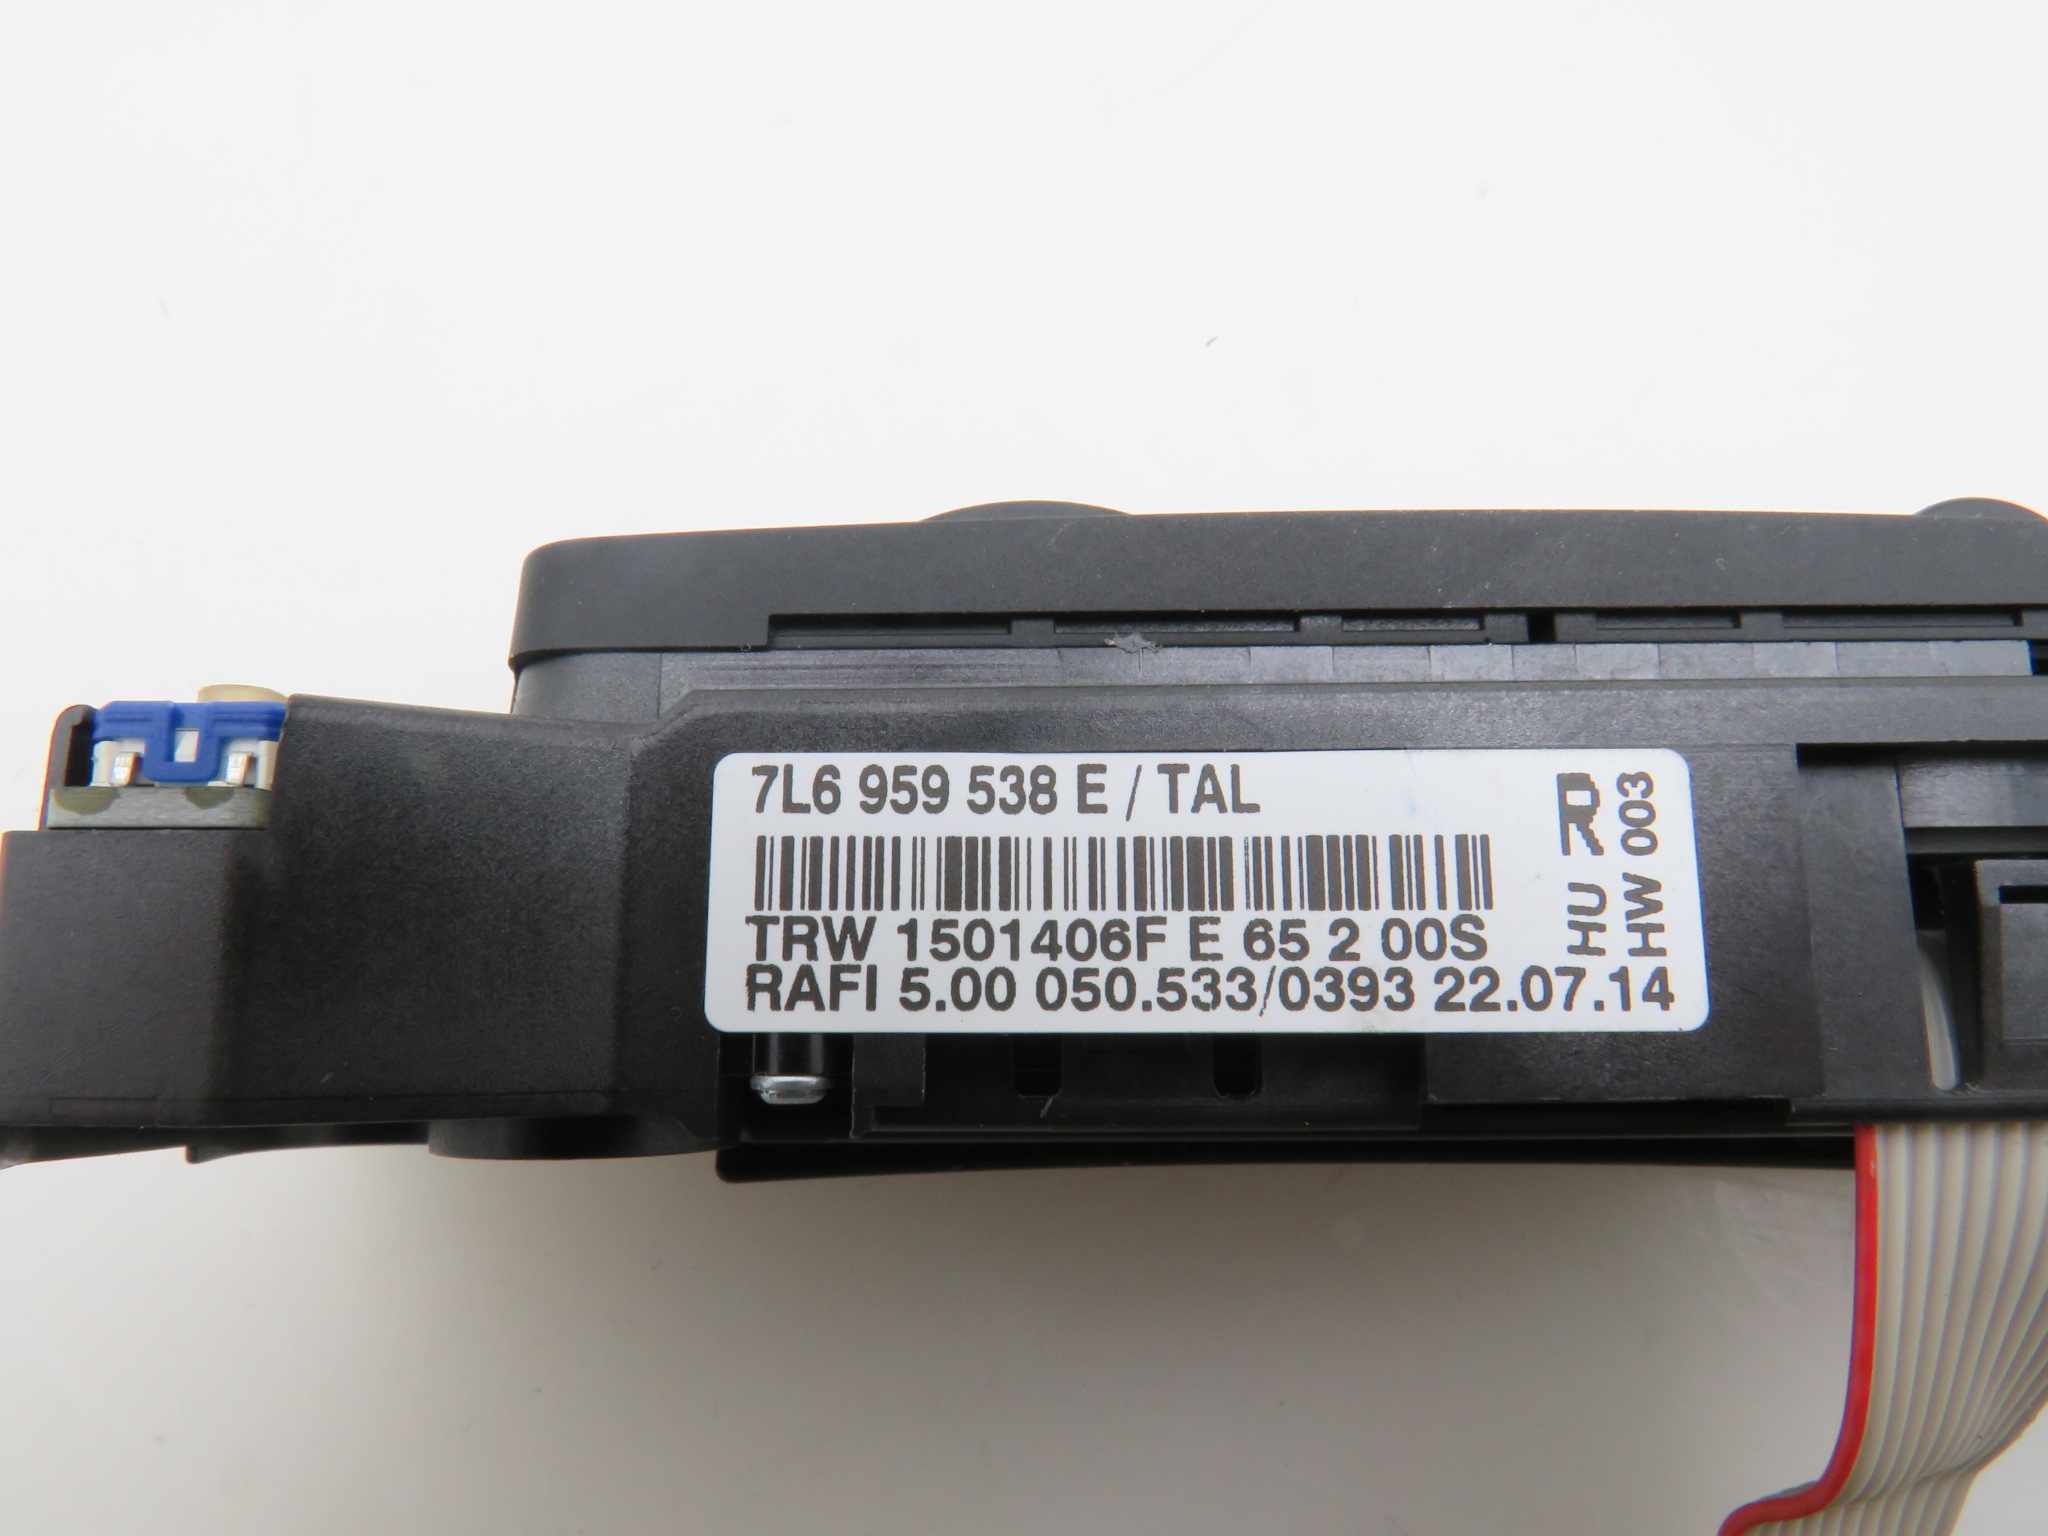 7L6 959 538 E / TAL
TRW 1501406F E 65 2 00S
RAFI 5.00 050.533/0393 22.07.14
HU R
HW 003